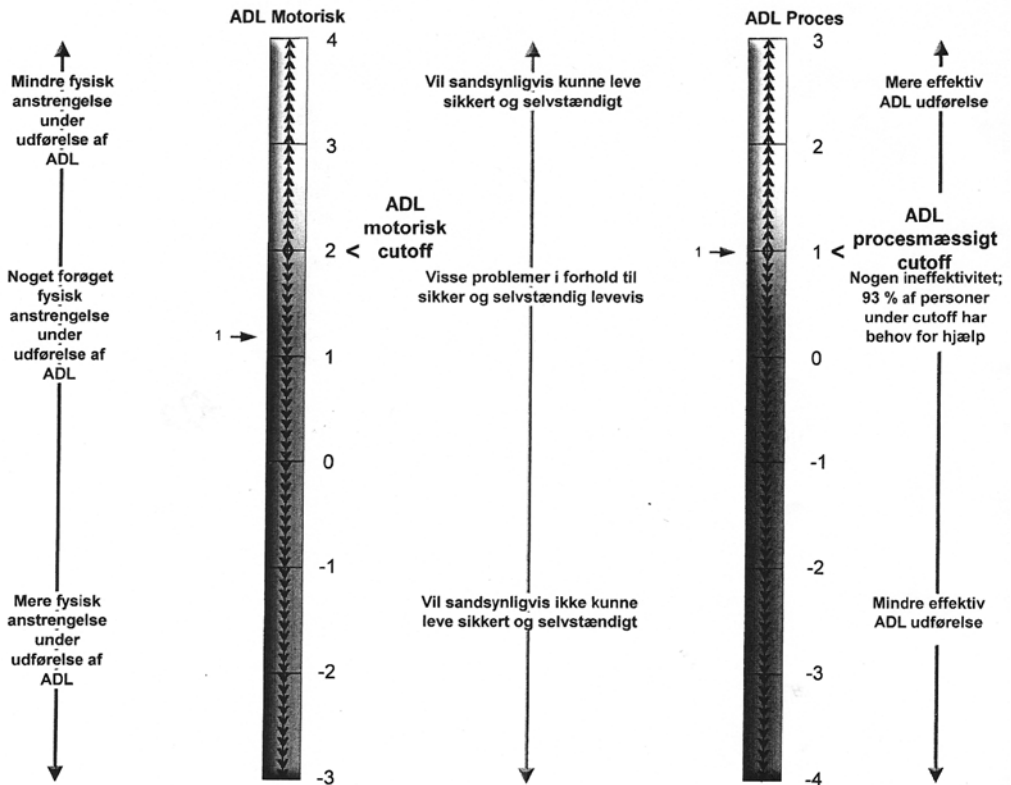 ADL Motorisk
Mindre fysisk
anstrengelse
under
udførelse af
ADL
Noget forøget
fysisk
anstrengelse
under
udførelse af
ADL
Mere fysisk
anstrengelse
under
udførelse af
ADL
1
4
3
2
1
0
-1
-2
-3
< ADL
motorisk
cutoff
Vil sandsynligvis kunne leve
sikkert og selvstændigt
Visse problemer i forhold til
sikker og selvstændig levevis
Vil sandsynligvis ikke kunne
leve sikkert og selvstændigt
ADL Proces
1
3
2
1
0
-1
-2
-3
-4
< ADL
procesmæssigt
cutoff
Mere effektiv
ADL udførelse
Nogen ineffektivitet;
93 % af personer
under cutoff har
behov for hjælp
Mindre effektiv
ADL udførelse